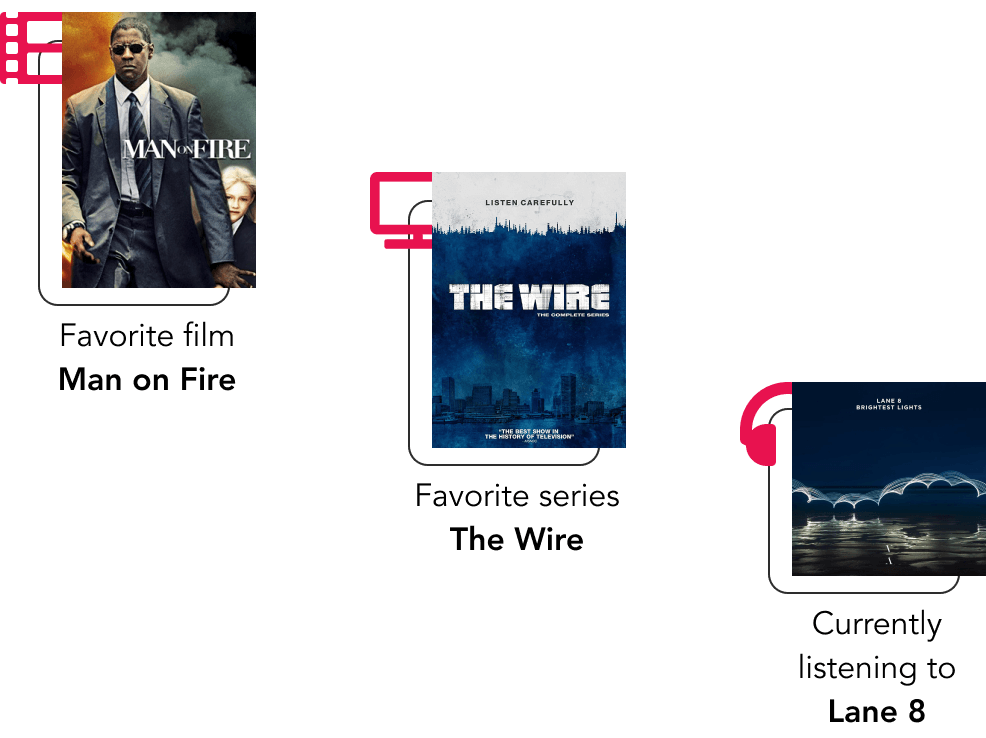 MAN ON FIRE
Favorite film
Man on Fire
LISTEN CAREFULLY
THE WIRE
THE COMPLETE SERIES
"THE BEST SHOW IN
THE HISTORY OF TELEVISION"
Favorite series
The Wire
LANE 8
BRIGHTEST LIGHTS
Currently
listening to
Lane 8